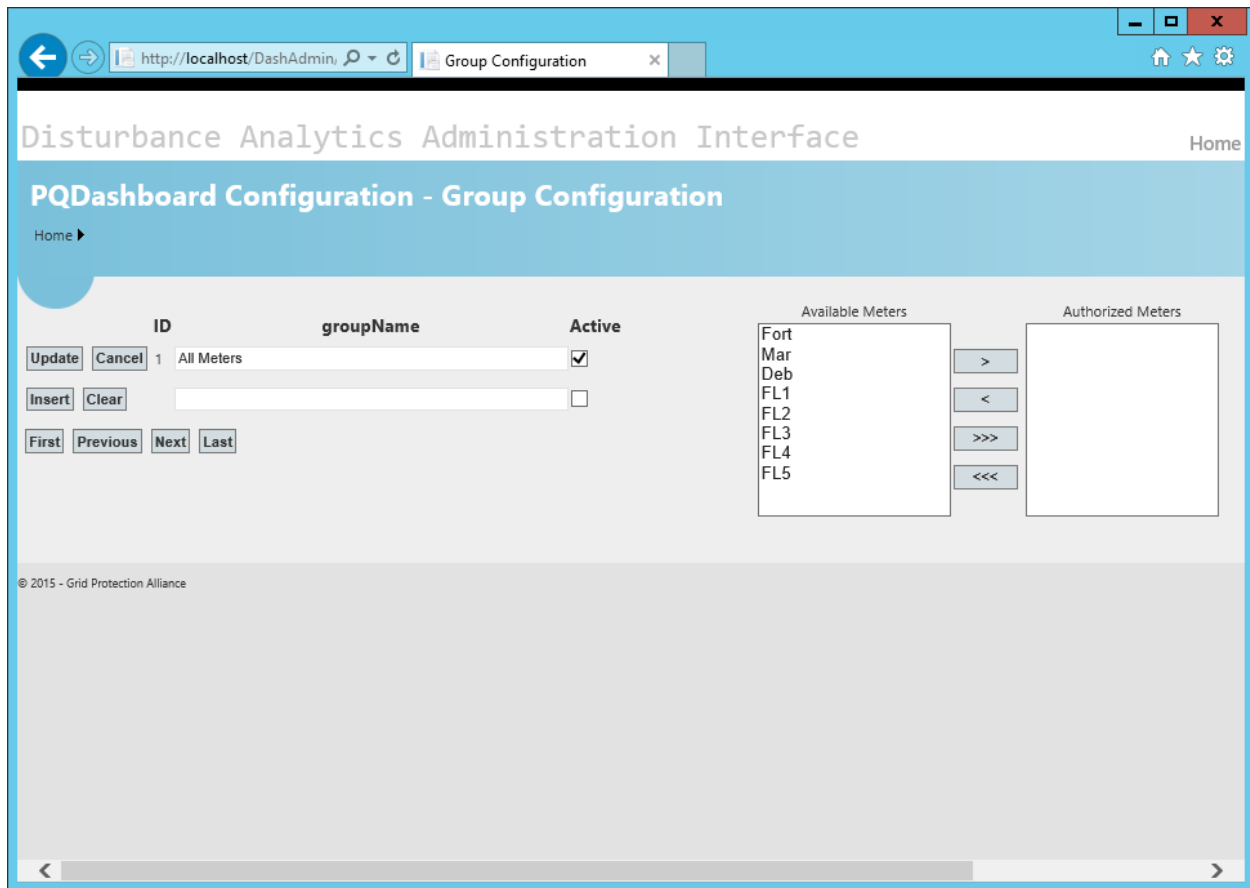 http://localhost/DashAdmin/
Group Configuration
Disturbance Analytics Administration Interface
Home
PQDashboard Configuration - Group Configuration
Home
ID groupName Active
Update Cancel 1 All Meters
Insert Clear
First Previous Next Last
Available Meters
Fort
Mar
Deb
FL1
FL2
FL3
FL4
FL5
>
<
>>>
<<<
Authorized Meters
© 2015 - Grid Protection Alliance